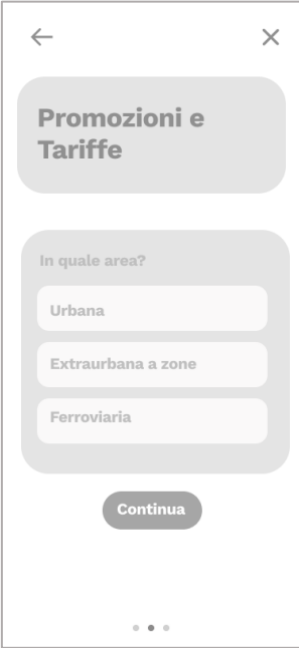 Promozioni e
Tariffe
In quale area?
Urbana
Extraurbana a zone
Ferroviaria
Continua